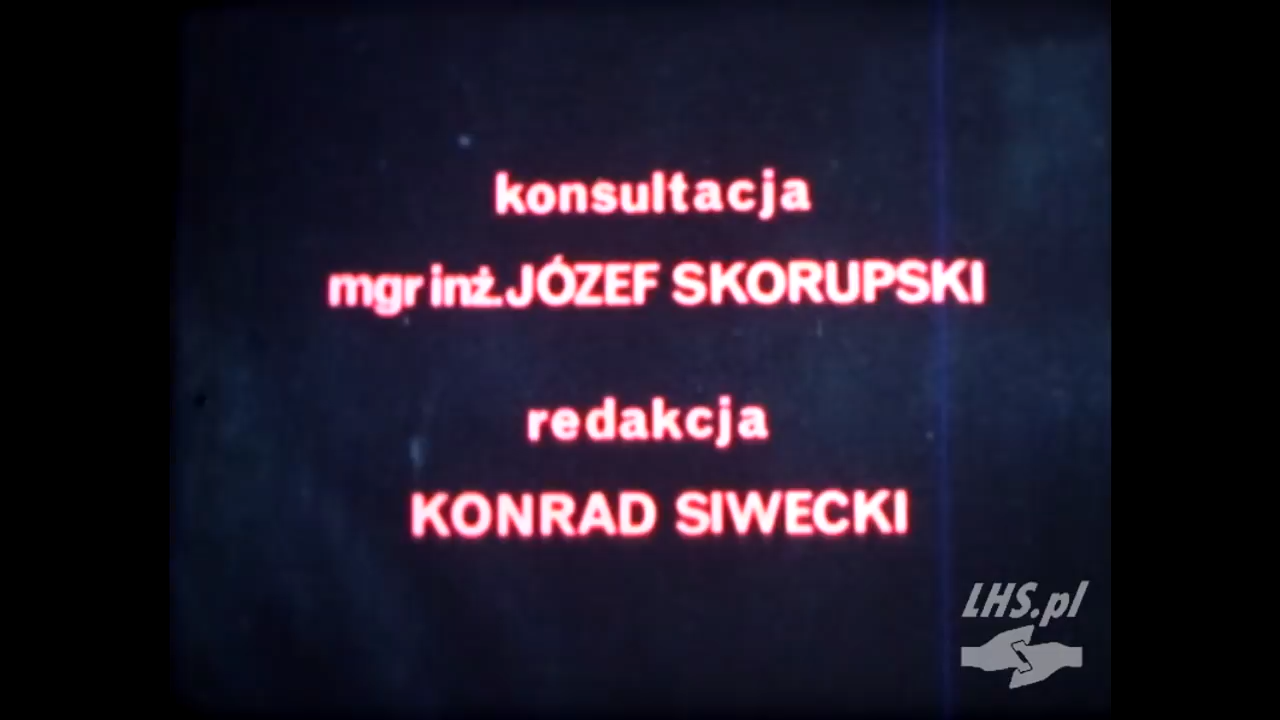 konsultacja
mgr inż. JÓZEF SKORUPSKI
redakcja
KONRAD SIWECKI
LHS.pl